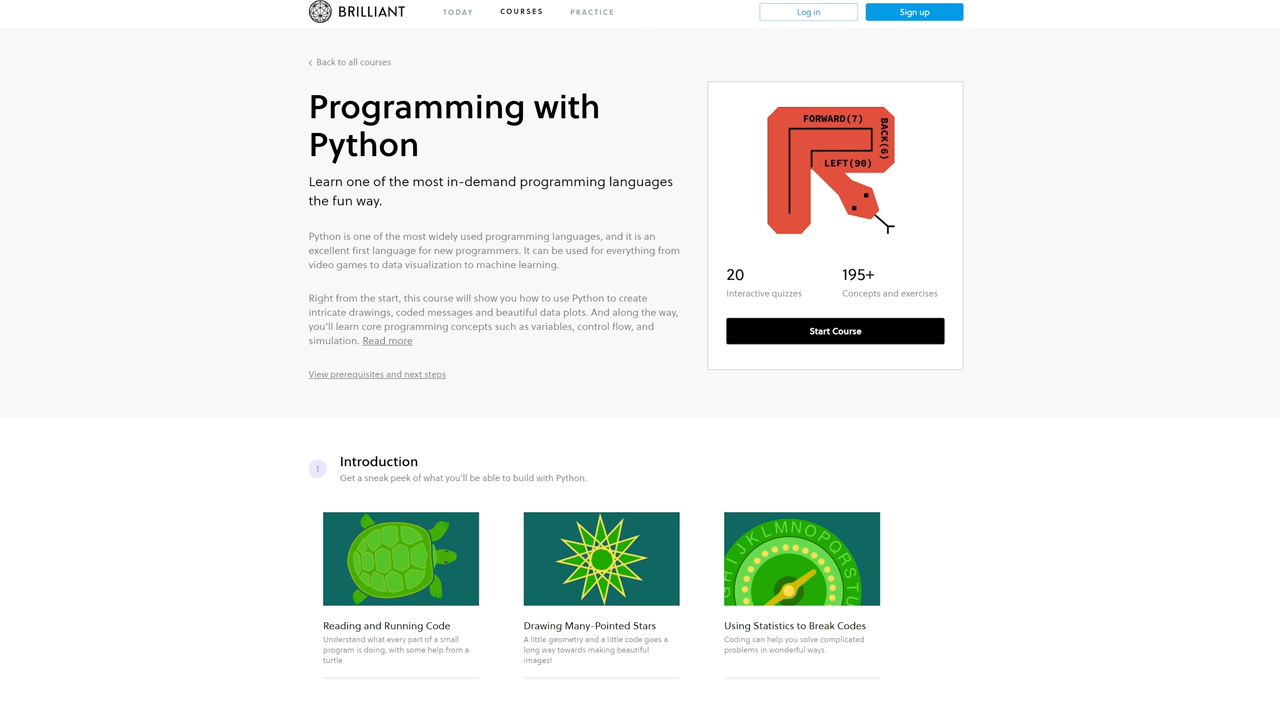 BRILLIANT
TODAY
COURSES
PRACTICE
Log in
Sign up
Back to all courses
Programming with
Python
Learn one of the most in-demand programming languages
the fun way.
Python is one of the most widely used programming languages, and it is an
excellent first language for new programmers. It can be used for everything from
video games to data visualization to machine learning.
Right from the start, this course will show you how to use Python to create
intricate drawings, coded messages and beautiful data plots. And along the way,
you'll learn core programming concepts such as variables, control flow, and
simulation. Read more
View prerequisites and next steps
FORWARD(7)
BACK(6)
LEFT(90)
20
Interactive quizzes
195+
Concepts and exercises
Start Course
1
Introduction
Get a sneak peek of what you'll be able to build with Python.
GHIJKLMNOPQRSTU
Reading and Running Code
Understand what every part of a small
program is doing, with some help from a
turtle.
Drawing Many-Pointed Stars
A little geometry and a little code goes a
long way towards making beautiful
images!
Using Statistics to Break Codes
Coding can help you solve complicated
problems in wonderful ways.